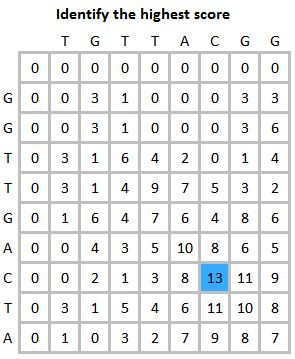 Identify the highest score
T G T T A C G G
0 0 0 0 0 0 0 0 0
G 0 0 3 1 0 0 0 3 3
G 0 0 3 1 0 0 0 3 6
T 0 3 1 6 4 2 0 1 4
T 0 3 1 4 9 7 5 3 2
G 0 1 6 4 7 6 4 8 6
A 0 0 4 3 5 10 8 6 5
C 0 0 2 1 3 8 13 11 9
T 0 3 1 5 4 6 11 10 8
A 0 1 0 3 2 7 9 8 7